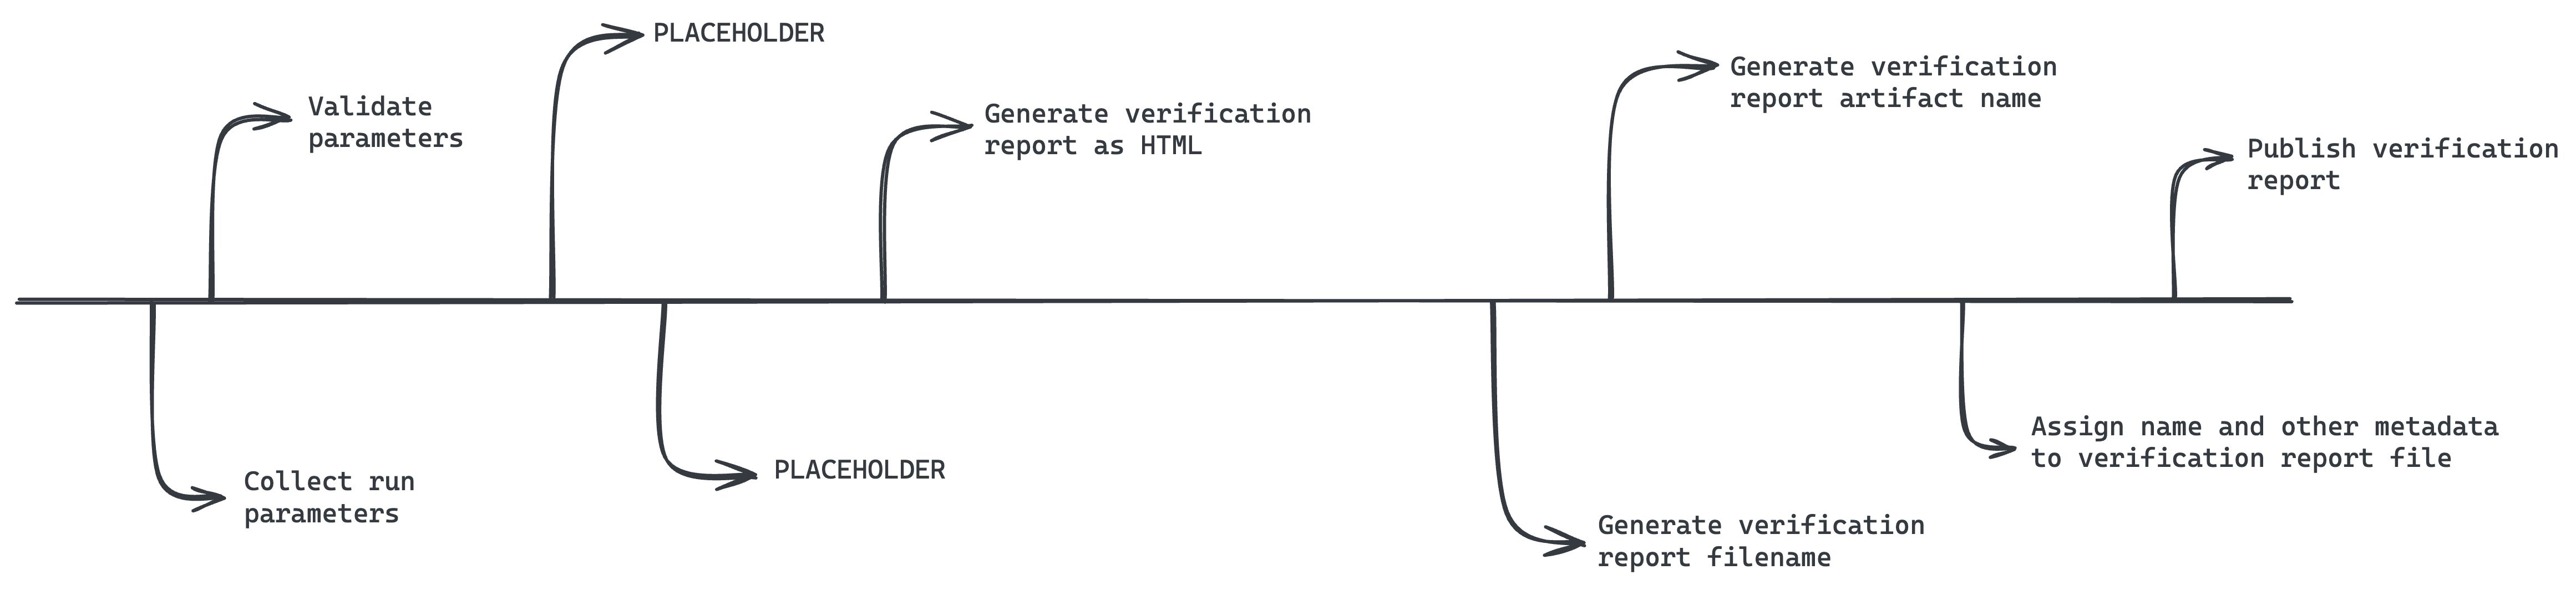 PLACEHOLDER
Validate
parameters
Generate verification
report as HTML
Generate verification
report artifact name
Publish verification
report
Collect run
parameters
PLACEHOLDER
Generate verification
report filename
Assign name and other metadata
to verification report file